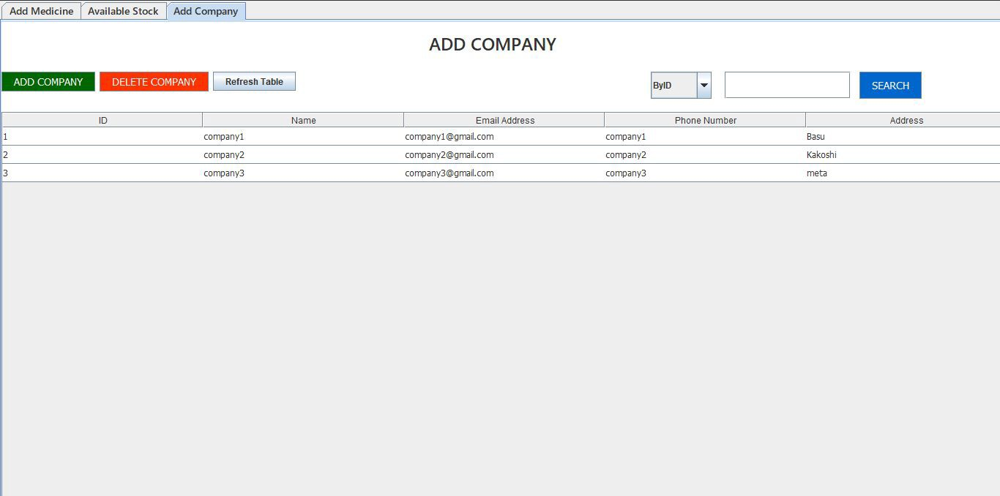 Add Medicine Available Stock Add Company
ADD COMPANY
ADD COMPANY DELETE COMPANY Refresh Table ByID SEARCH
ID Name Email Address Phone Number Address
1 company1 company1@gmail.com company1 Basu
2 company2 company2@gmail.com company2 Kakoshi
3 company3 company3@gmail.com company3 meta